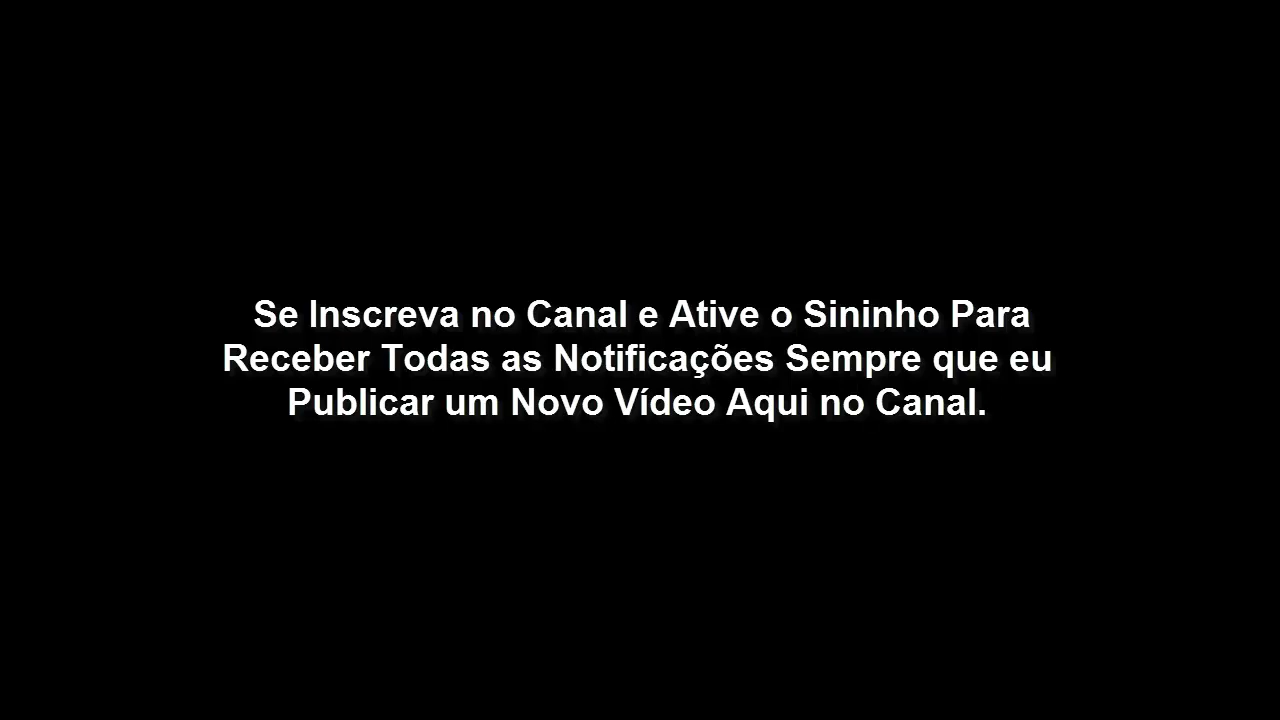 Se Inscreva no Canal e Ative o Sininho Para
Receber Todas as Notificações Sempre que eu
Publicar um Novo Vídeo Aqui no Canal.